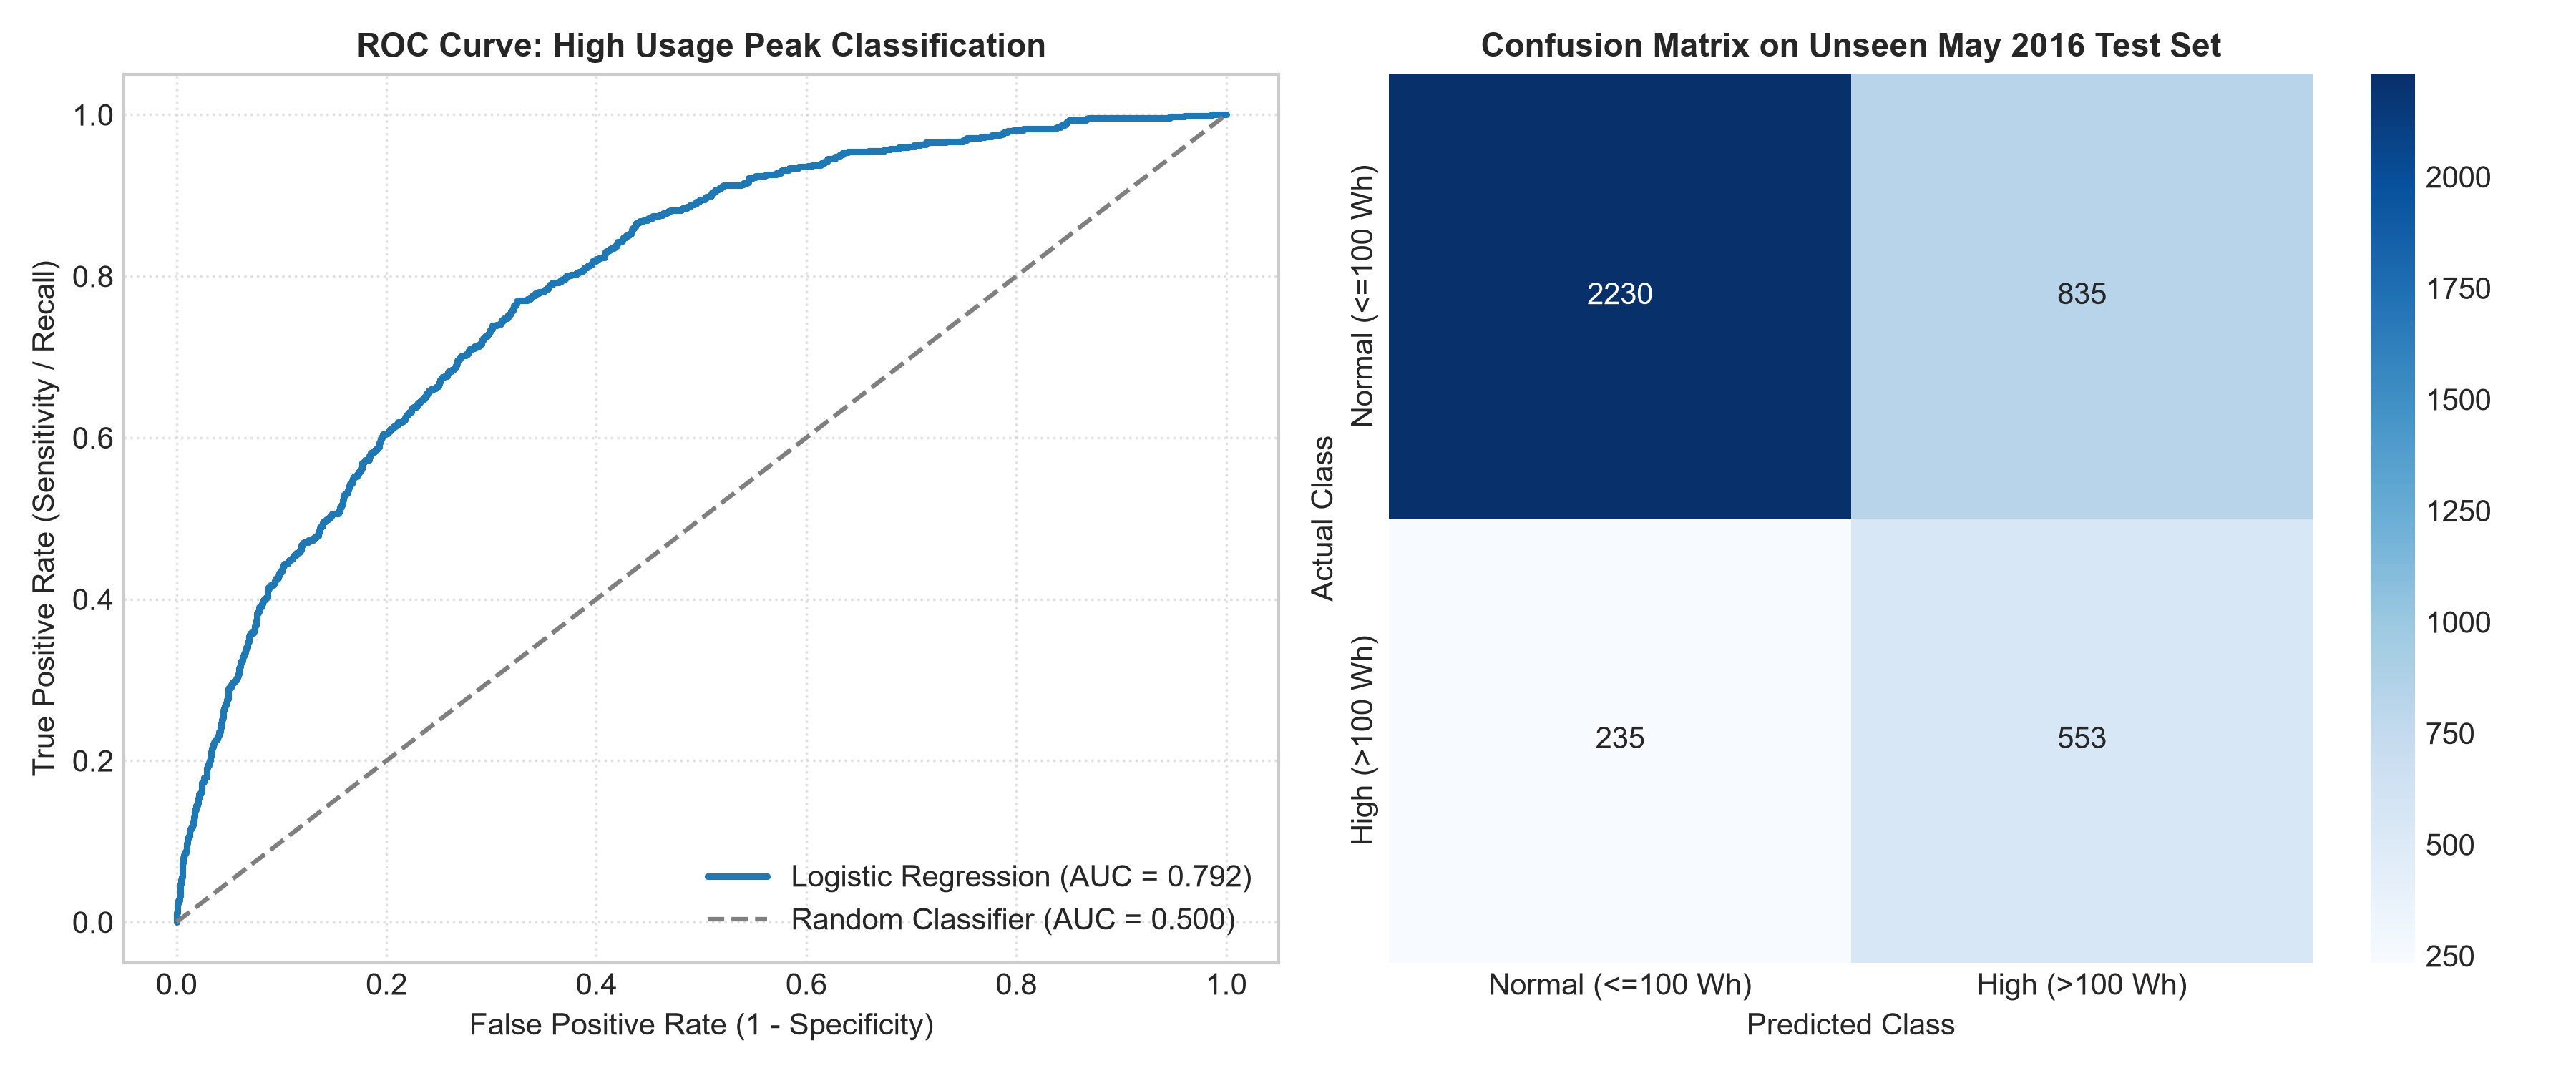 ROC Curve: High Usage Peak Classification
True Positive Rate (Sensitivity / Recall)
1.0
0.8
0.6
0.4
0.2
0.0
0.0 0.2 0.4 0.6 0.8 1.0
False Positive Rate (1 - Specificity)
Logistic Regression (AUC = 0.792)
Random Classifier (AUC = 0.500)
Confusion Matrix on Unseen May 2016 Test Set
Actual Class
Normal (<=100 Wh)
High (>100 Wh)
2230 835
235 553
Normal (<=100 Wh) High (>100 Wh)
Predicted Class
2000
1750
1500
1250
1000
750
500
250